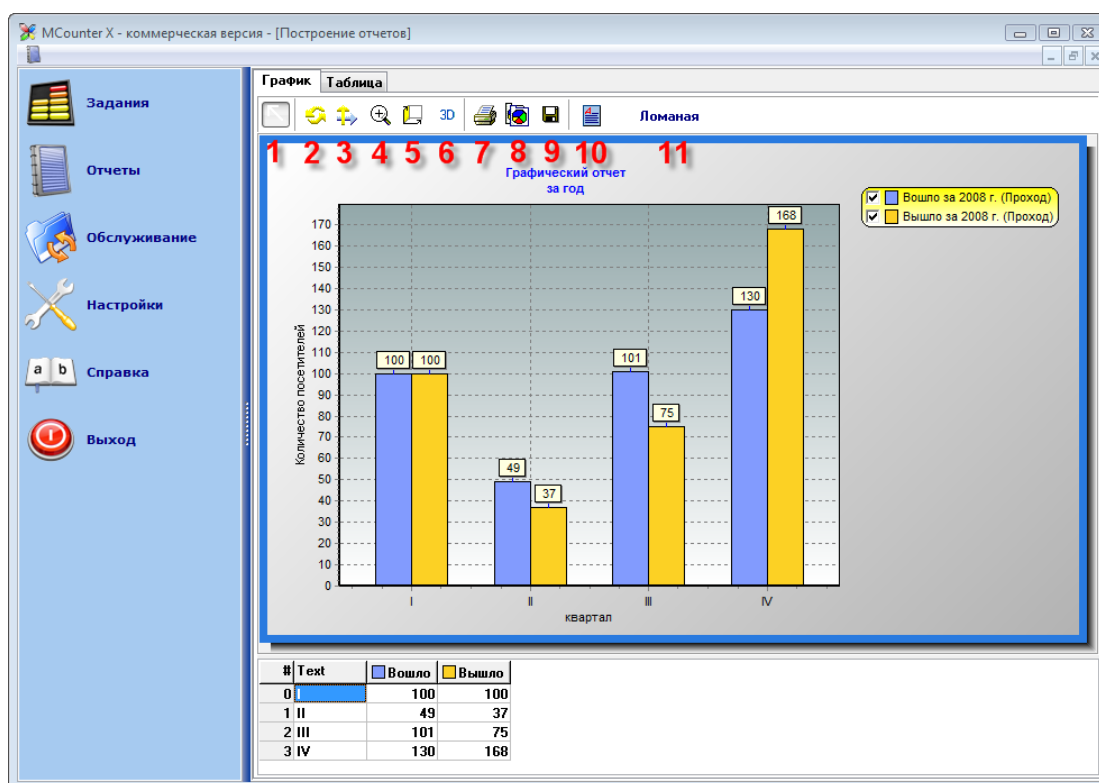 MCounter X - коммерческая версия - [Построение отчетов]
Задания
Отчеты
Обслуживание
Настройки
a b
Справка
Выход
График Таблица
3D Ломаная
1 2 3 4 5 6 7 8 9 10 11
Графический отчет
за год
Вошло за 2008 г. (Проход)
Вышло за 2008 г. (Проход)
Количество посетителей
170
160
150
140
130
120
110
100
90
80
70
60
50
40
30
20
10
0
100 100
49 37
101 75
130 168
I II III IV
квартал
# Text Вошло Вышло
0 I 100 100
1 II 49 37
2 III 101 75
3 IV 130 168